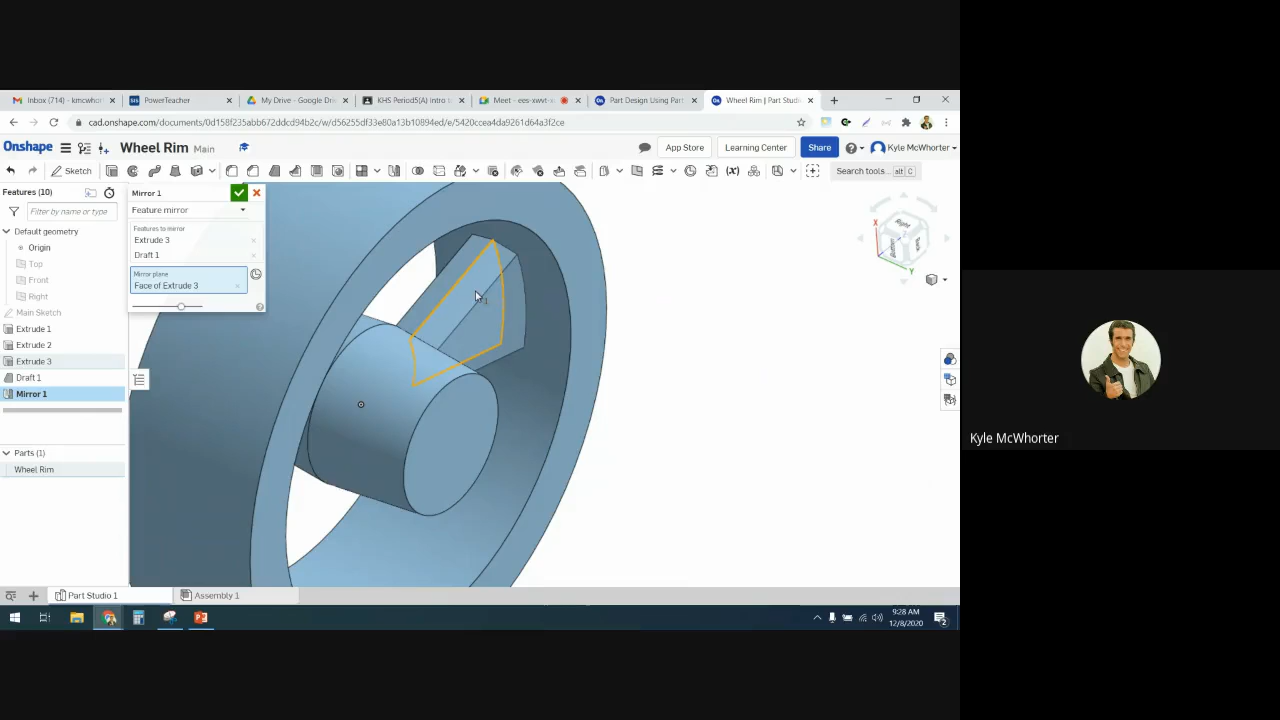 Inbox (714) - kmcwhor
PowerTeacher
My Drive - Google Dri
KHS Period5(A) Intro t
Meet - ees-xwvt-x
Part Design Using Part
Wheel Rim | Part Studi
cad.onshape.com/documents/0d158f235abb672ddcd94b2c/w/d56255df33e80a13b10894ed/e/5420ccea4da9261d64a3f2ce
Onshape
Wheel Rim Main
App Store
Learning Center
Share
Kyle McWhorter
Sketch
Search tools...
alt C
Features (10)
Filter by name or type
Default geometry
Origin
Top
Front
Right
Main Sketch
Extrude 1
Extrude 2
Extrude 3
Draft 1
Mirror 1
Parts (1)
Wheel Rim
Mirror 1
Feature mirror
Features to mirror
Extrude 3
Draft 1
Mirror plane
Face of Extrude 3
X
Right
Back
Z
Y
Part Studio 1
Assembly 1
9:28 AM
12/8/2020
2
Kyle McWhorter